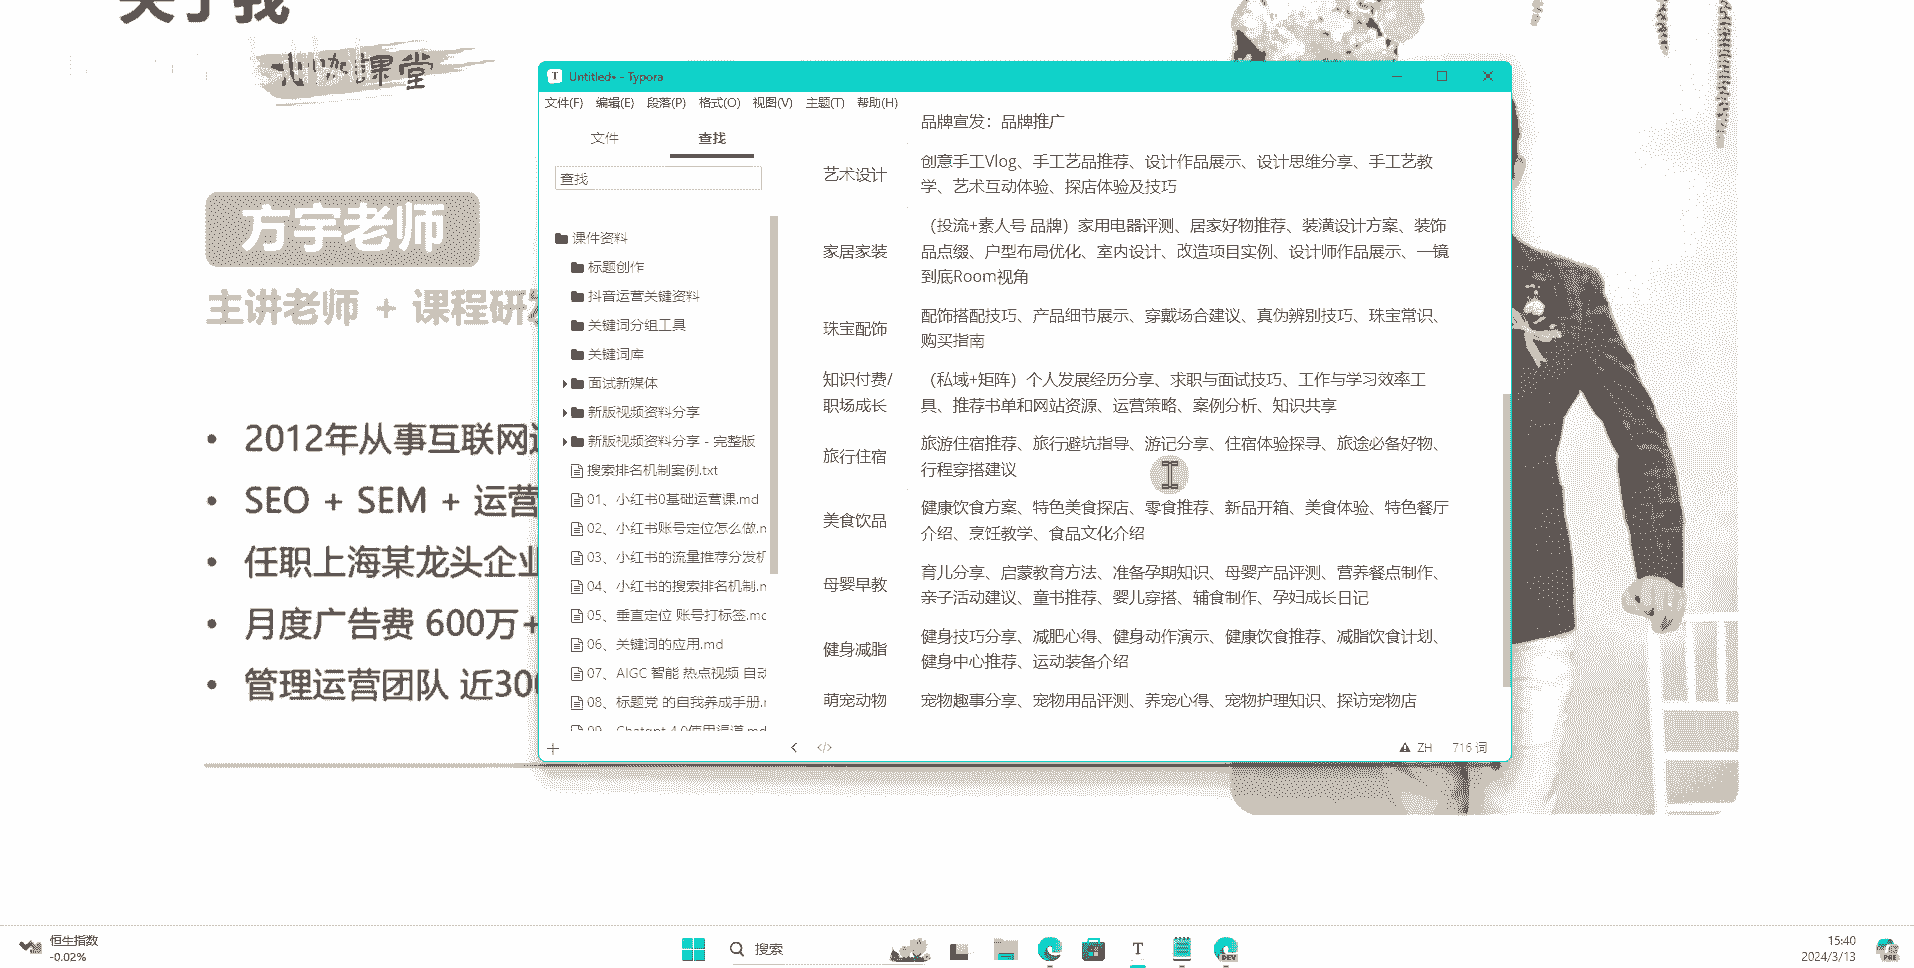 关于我
小加课堂
方宇老师
主讲老师 + 课程研发
2012年从事互联网运
SEO + SEM + 运营
任职上海某龙头企业
月度广告费 600万+
管理运营团队 近300
Untitled• - Typora
文件(F) 编辑(E) 段落(P) 格式(O) 视图(V) 主题(T) 帮助(H)
文件 查找
查找
课件资料
标题创作
抖音运营关键资料
关键词分组工具
关键词库
面试新媒体
新版视频资料分享
新版视频资料分享 - 完整版
搜索排名机制案例.txt
01、小红书0基础运营课.md
02、小红书账号定位怎么做.m
03、小红书的流量推荐分发机
04、小红书的搜索排名机制.m
05、垂直定位 账号打标签.md
06、关键词的应用.md
07、AIGC 智能 热点视频 自动
08、标题党 的自我养成手册.m
09、Chatgpt 4.0使用渠道.md
品牌宣发：品牌推广
艺术设计
创意手工Vlog、手工艺品推荐、设计作品展示、设计思维分享、手工艺教
学、艺术互动体验、探店体验及技巧
家居家装
（投流+素人号 品牌）家用电器评测、居家好物推荐、装潢设计方案、装饰
品点缀、户型布局优化、室内设计、改造项目实例、设计师作品展示、一镜
到底Room视角
珠宝配饰
配饰搭配技巧、产品细节展示、穿戴场合建议、真伪辨别技巧、珠宝常识、
购买指南
知识付费/
职场成长
（私域+矩阵）个人发展经历分享、求职与面试技巧、工作与学习效率工
具、推荐书单和网站资源、运营策略、案例分析、知识共享
旅行住宿
旅游住宿推荐、旅行避坑指导、游记分享、住宿体验探寻、旅途必备好物、
行程穿搭建议
美食饮品
健康饮食方案、特色美食探店、零食推荐、新品开箱、美食体验、特色餐厅
介绍、烹饪教学、食品文化介绍
母婴早教
育儿分享、启蒙教育方法、准备孕期知识、母婴产品评测、营养餐点制作、
亲子活动建议、童书推荐、婴儿穿搭、辅食制作、孕妇成长日记
健身减脂
健身技巧分享、减肥心得、健身动作演示、健康饮食推荐、减脂饮食计划、
健身中心推荐、运动装备介绍
萌宠动物
宠物趣事分享、宠物用品评测、养宠心得、宠物护理知识、探访宠物店
ZH 716 词
恒生指数
-0.02%
搜索
DEV
15:40
2024/3/13
PRE